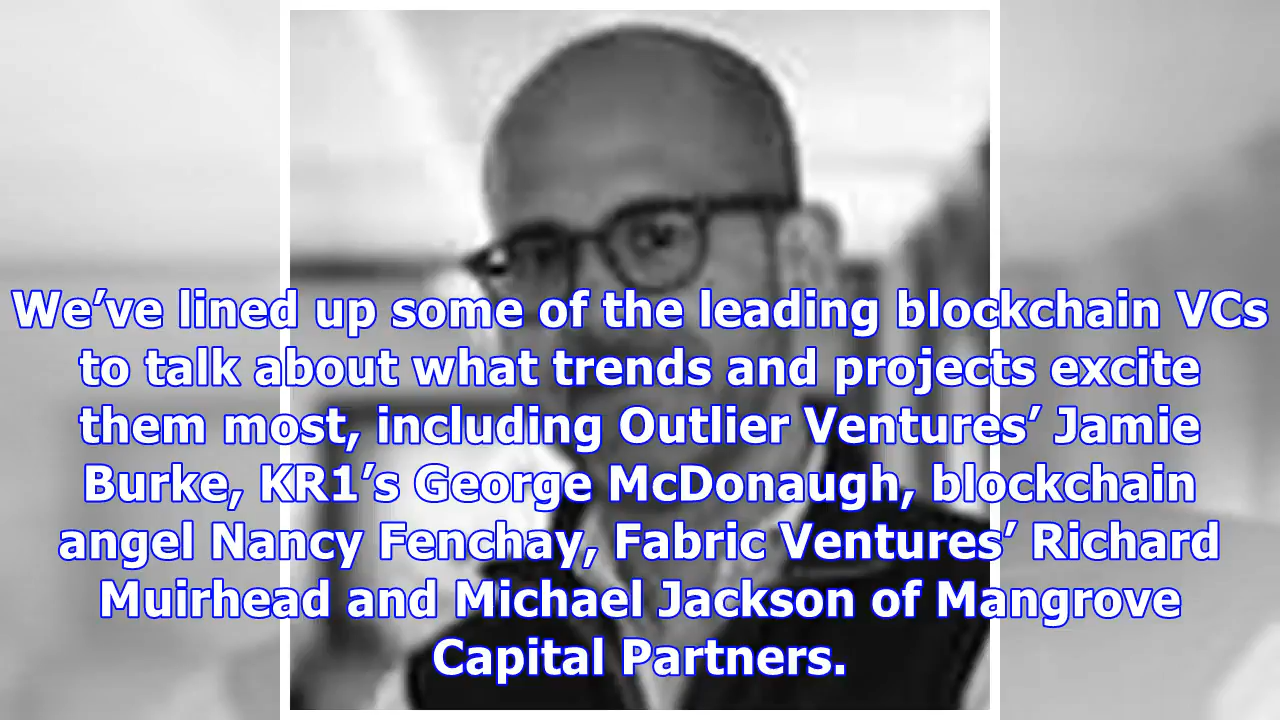 We’ve lined up some of the leading blockchain VCs
to talk about what trends and projects excite
them most, including Outlier Ventures’ Jamie
Burke, KR1’s George McDonaugh, blockchain
angel Nancy Fenchay, Fabric Ventures’ Richard
Muirhead and Michael Jackson of Mangrove
Capital Partners.